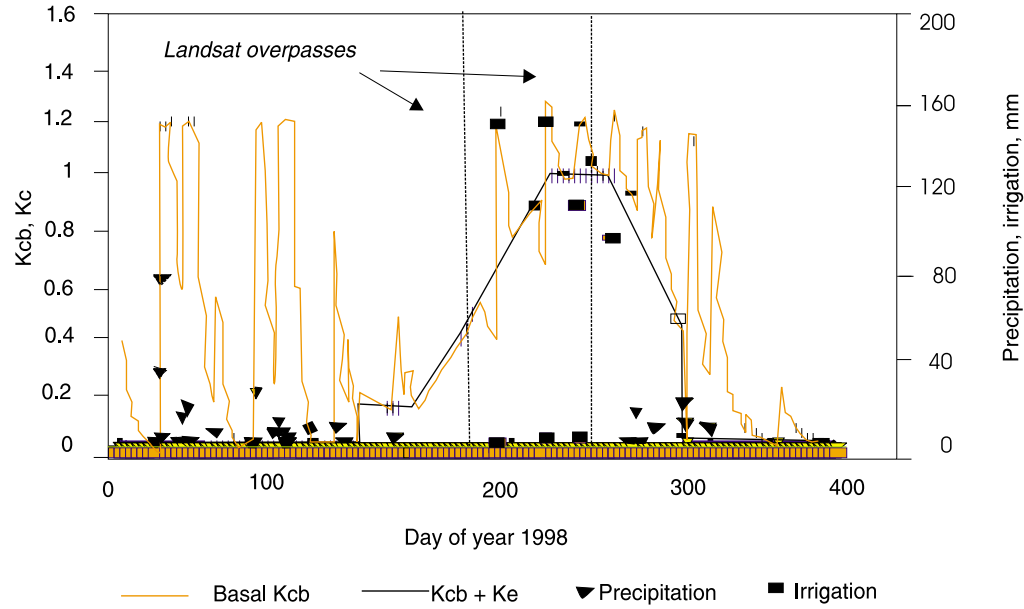 1.6
1.4
1.2
1
0.8
0.6
0.4
0.2
0
Kcb, Kc
Landsat overpasses
200
160
120
80
40
0
Precipitation, irrigation, mm
0
100
200
300
400
Day of year 1998
Basal Kcb
Kcb + Ke
Precipitation
Irrigation